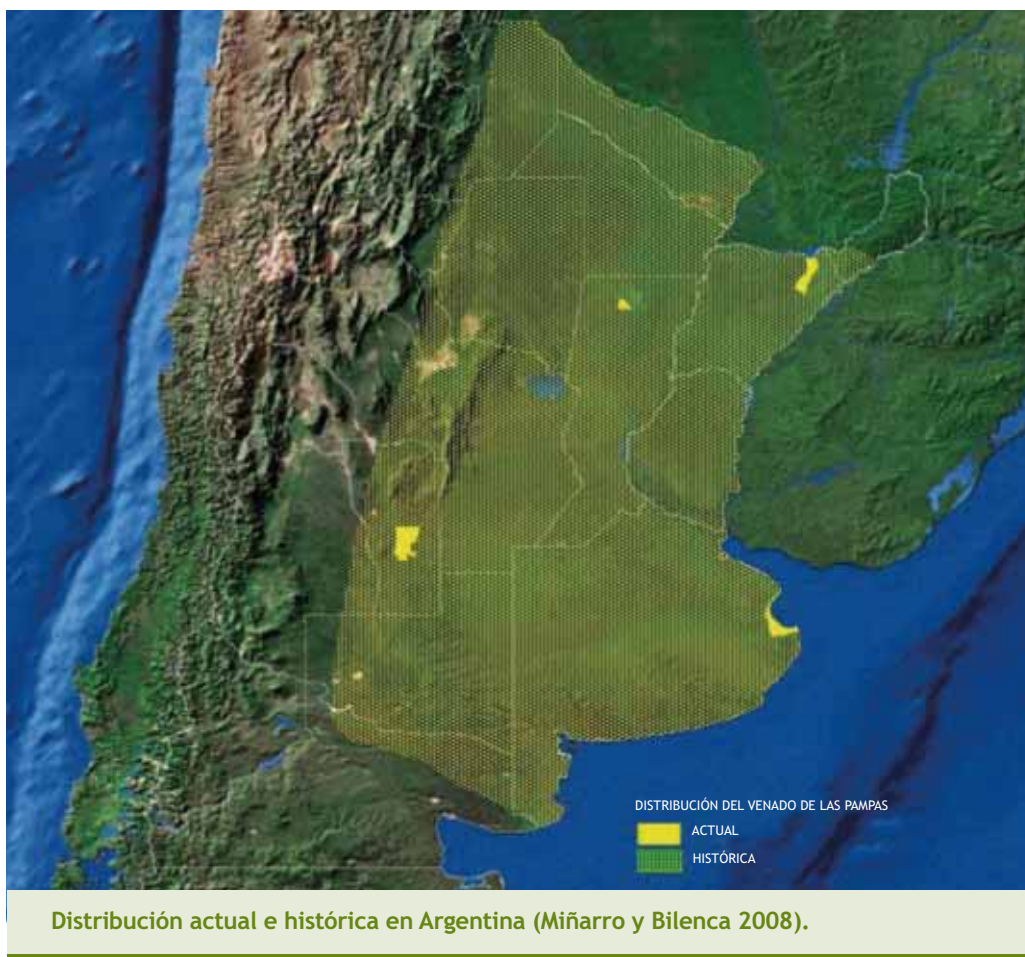 DISTRIBUCIÓN DEL VENADO DE LAS PAMPAS
ACTUAL
HISTÓRICA
Distribución actual e histórica en Argentina (Miñarro y Bilenca 2008).